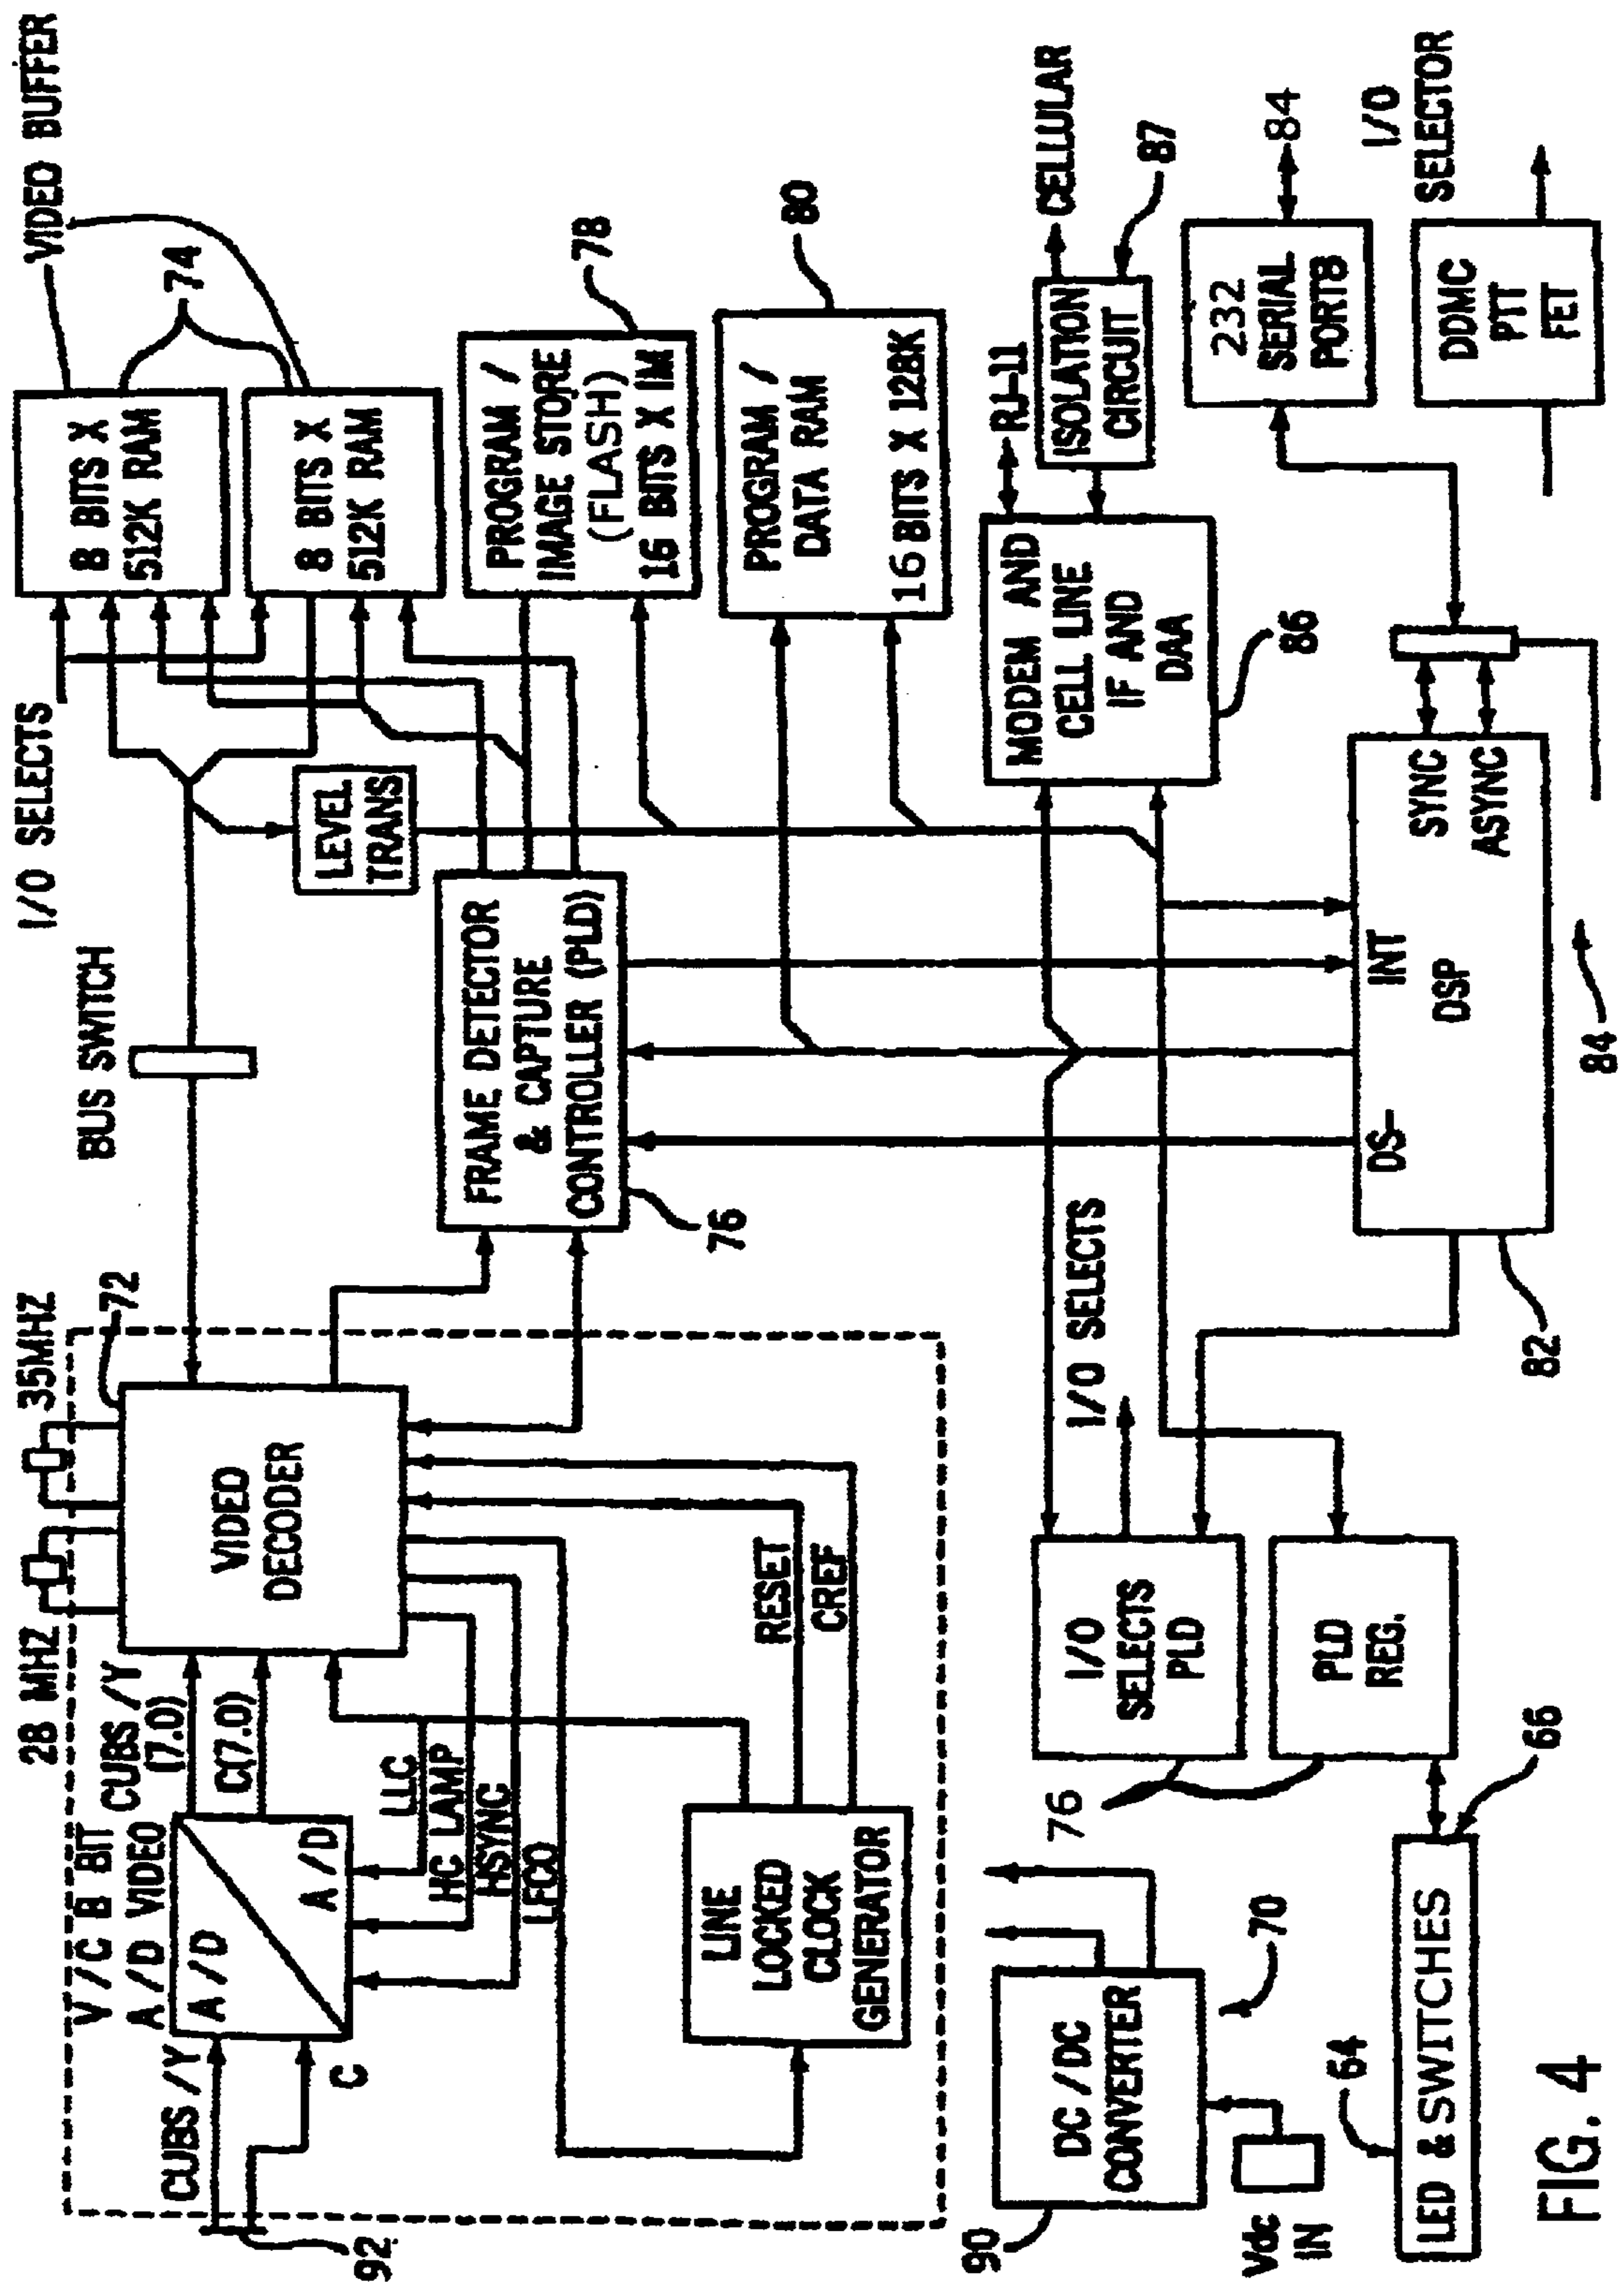 28 MHZ
35MHZ
72
BUS SWITCH
I/O SELECTS
VIDEO BUFFER
74
V/C 8 BIT
A/D VIDEO
CUBS/Y
(7.0)
C(7.0)
CUBS/Y
C
92
A/D
A/D
VIDEO
DECODER
LLC
HC LAMP
HSYNC
LFCO
RESET
CREF
LINE
LOCKED
CLOCK
GENERATOR
LEVEL
TRANS
8 BITS X
512K RAM
8 BITS X
512K RAM
FRAME DETECTOR
& CAPTURE
CONTROLLER (PLD)
76
PROGRAM /
IMAGE STORE
(FLASH)
16 BITS X 1M
78
PROGRAM /
DATA RAM
16 BITS X 128K
80
90
DC/DC
CONVERTER
70
Vdc
IN
I/O
SELECTS
PLD
I/O SELECTS
76
PLD
REG.
MODEM AND
CELL LINE
IF AND
DAA
86
RJ-11
ISOLATION
CIRCUIT
CELLULAR
87
232
SERIAL
PORTS
84
DS-
INT
DSP
SYNC
ASYNC
82
84
DDMC
PTT
FET
I/O
SELECTOR
64
LED & SWITCHES
66
FIG. 4